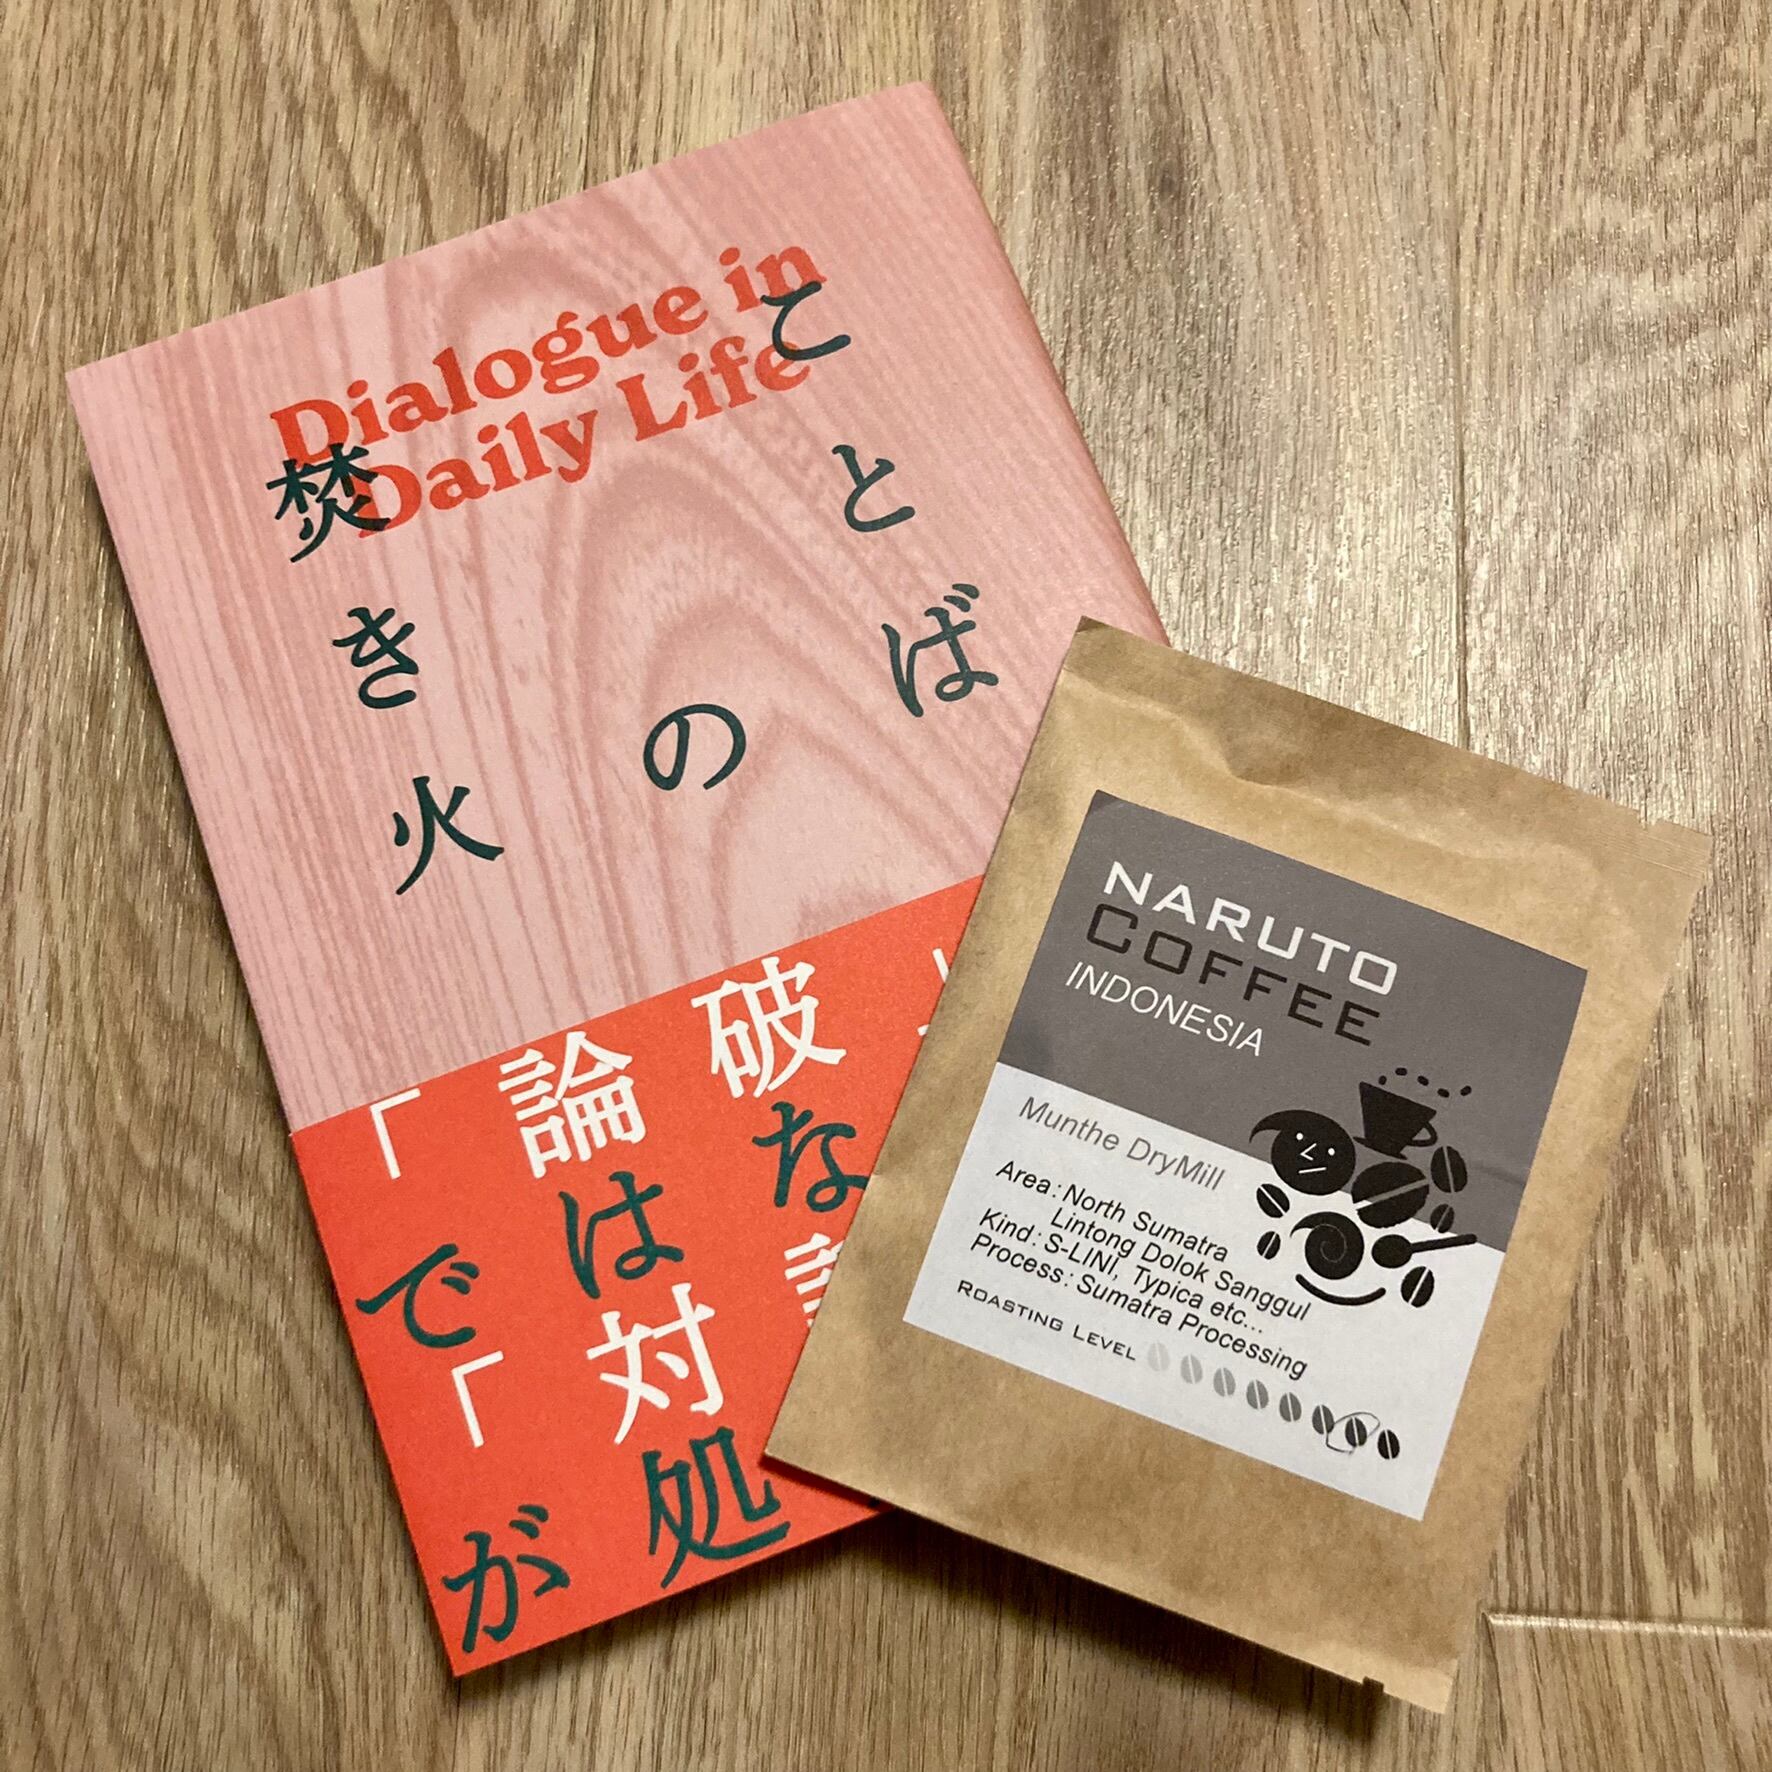 Dialogue in
Daily Life
焚き火
の
ことば
「論破
ではな
「対
が処
NARUTO
COFFEE
INDONESIA
Munthe DryMill
Area : North Sumatra
Lintong Dolok Sanggul
Kind : S-LINI, Typica etc...
Process : Sumatra Processing
ROASTING LEVEL